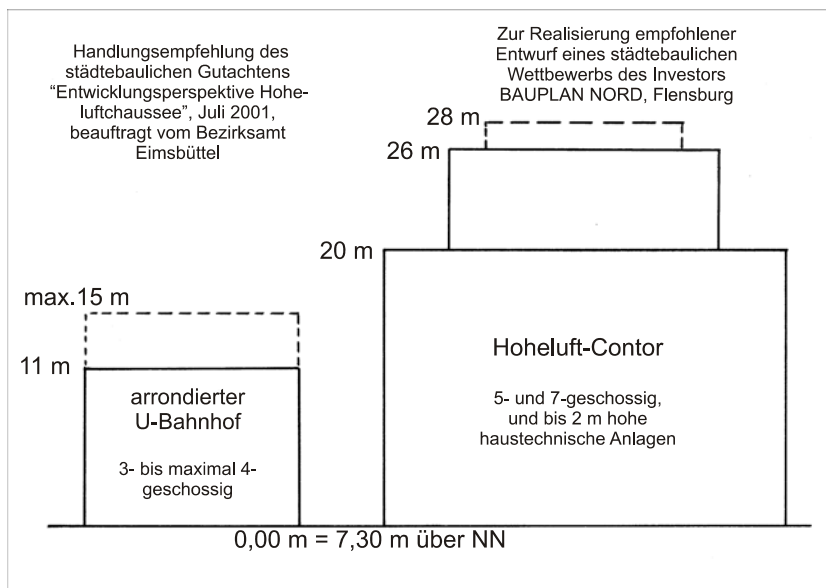 Handlungsempfehlung des
städtebaulichen Gutachtens
“Entwicklungsperspektive Hohe-
luftchaussee”, Juli 2001,
beauftragt vom Bezirksamt
Eimsbüttel
Zur Realisierung empfohlener
Entwurf eines städtebaulichen
Wettbewerbs des Investors
BAUPLAN NORD, Flensburg
28 m
26 m
20 m
max.15 m
11 m
arrondierter
U-Bahnhof
3- bis maximal 4-
geschossig
Hoheluft-Contor
5- und 7-geschossig,
und bis 2 m hohe
haustechnische Anlagen
0,00 m = 7,30 m über NN